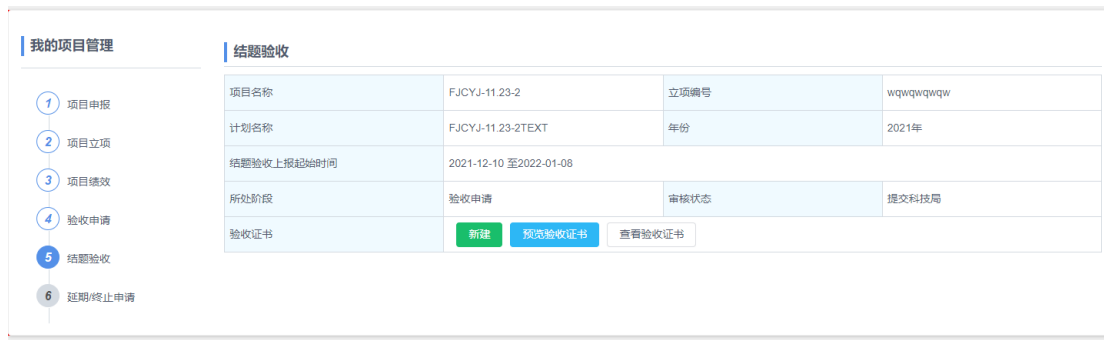 我的项目管理
1 项目申报
2 项目立项
3 项目绩效
4 验收申请
5 结题验收
6 延期/终止申请
结题验收
项目名称 FJCYJ-11.23-2 立项编号 wqwqwqwqw
计划名称 FJCYJ-11.23-2TEXT 年份 2021年
结题验收上报起始时间 2021-12-10 至2022-01-08
所处阶段 验收申请 审核状态 提交科技局
验收证书 新建 预览验收证书 查看验收证书